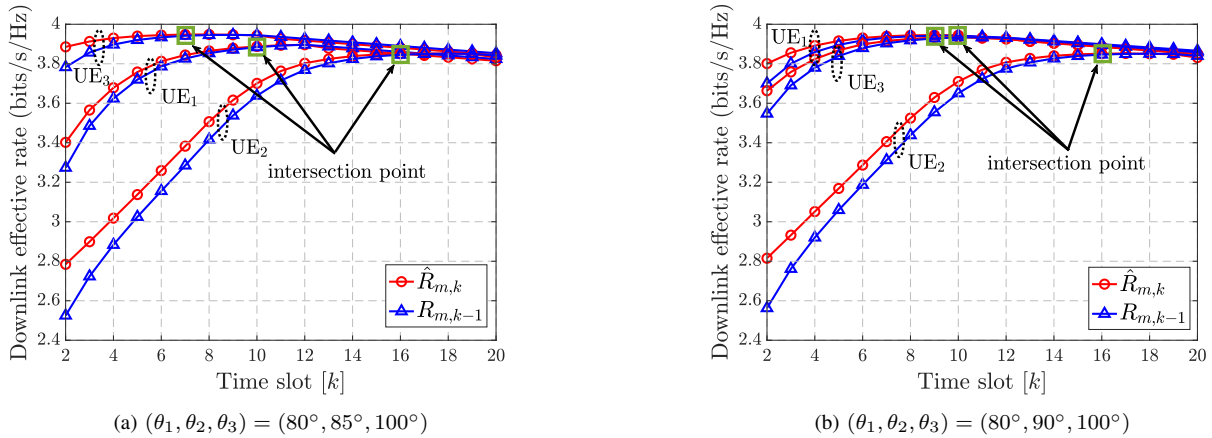 Downlink effective rate (bits/s/Hz)
4
3.8
3.6
3.4
3.2
3
2.8
2.6
2.4
UE3
UE1
UE2
intersection point
R̂m,k
Rm,k−1
2 4 6 8 10 12 14 16 18 20
Time slot [k]
(a) (θ1, θ2, θ3) = (80°, 85°, 100°)
Downlink effective rate (bits/s/Hz)
4
3.8
3.6
3.4
3.2
3
2.8
2.6
2.4
UE1
UE3
UE2
intersection point
R̂m,k
Rm,k−1
2 4 6 8 10 12 14 16 18 20
Time slot [k]
(b) (θ1, θ2, θ3) = (80°, 90°, 100°)